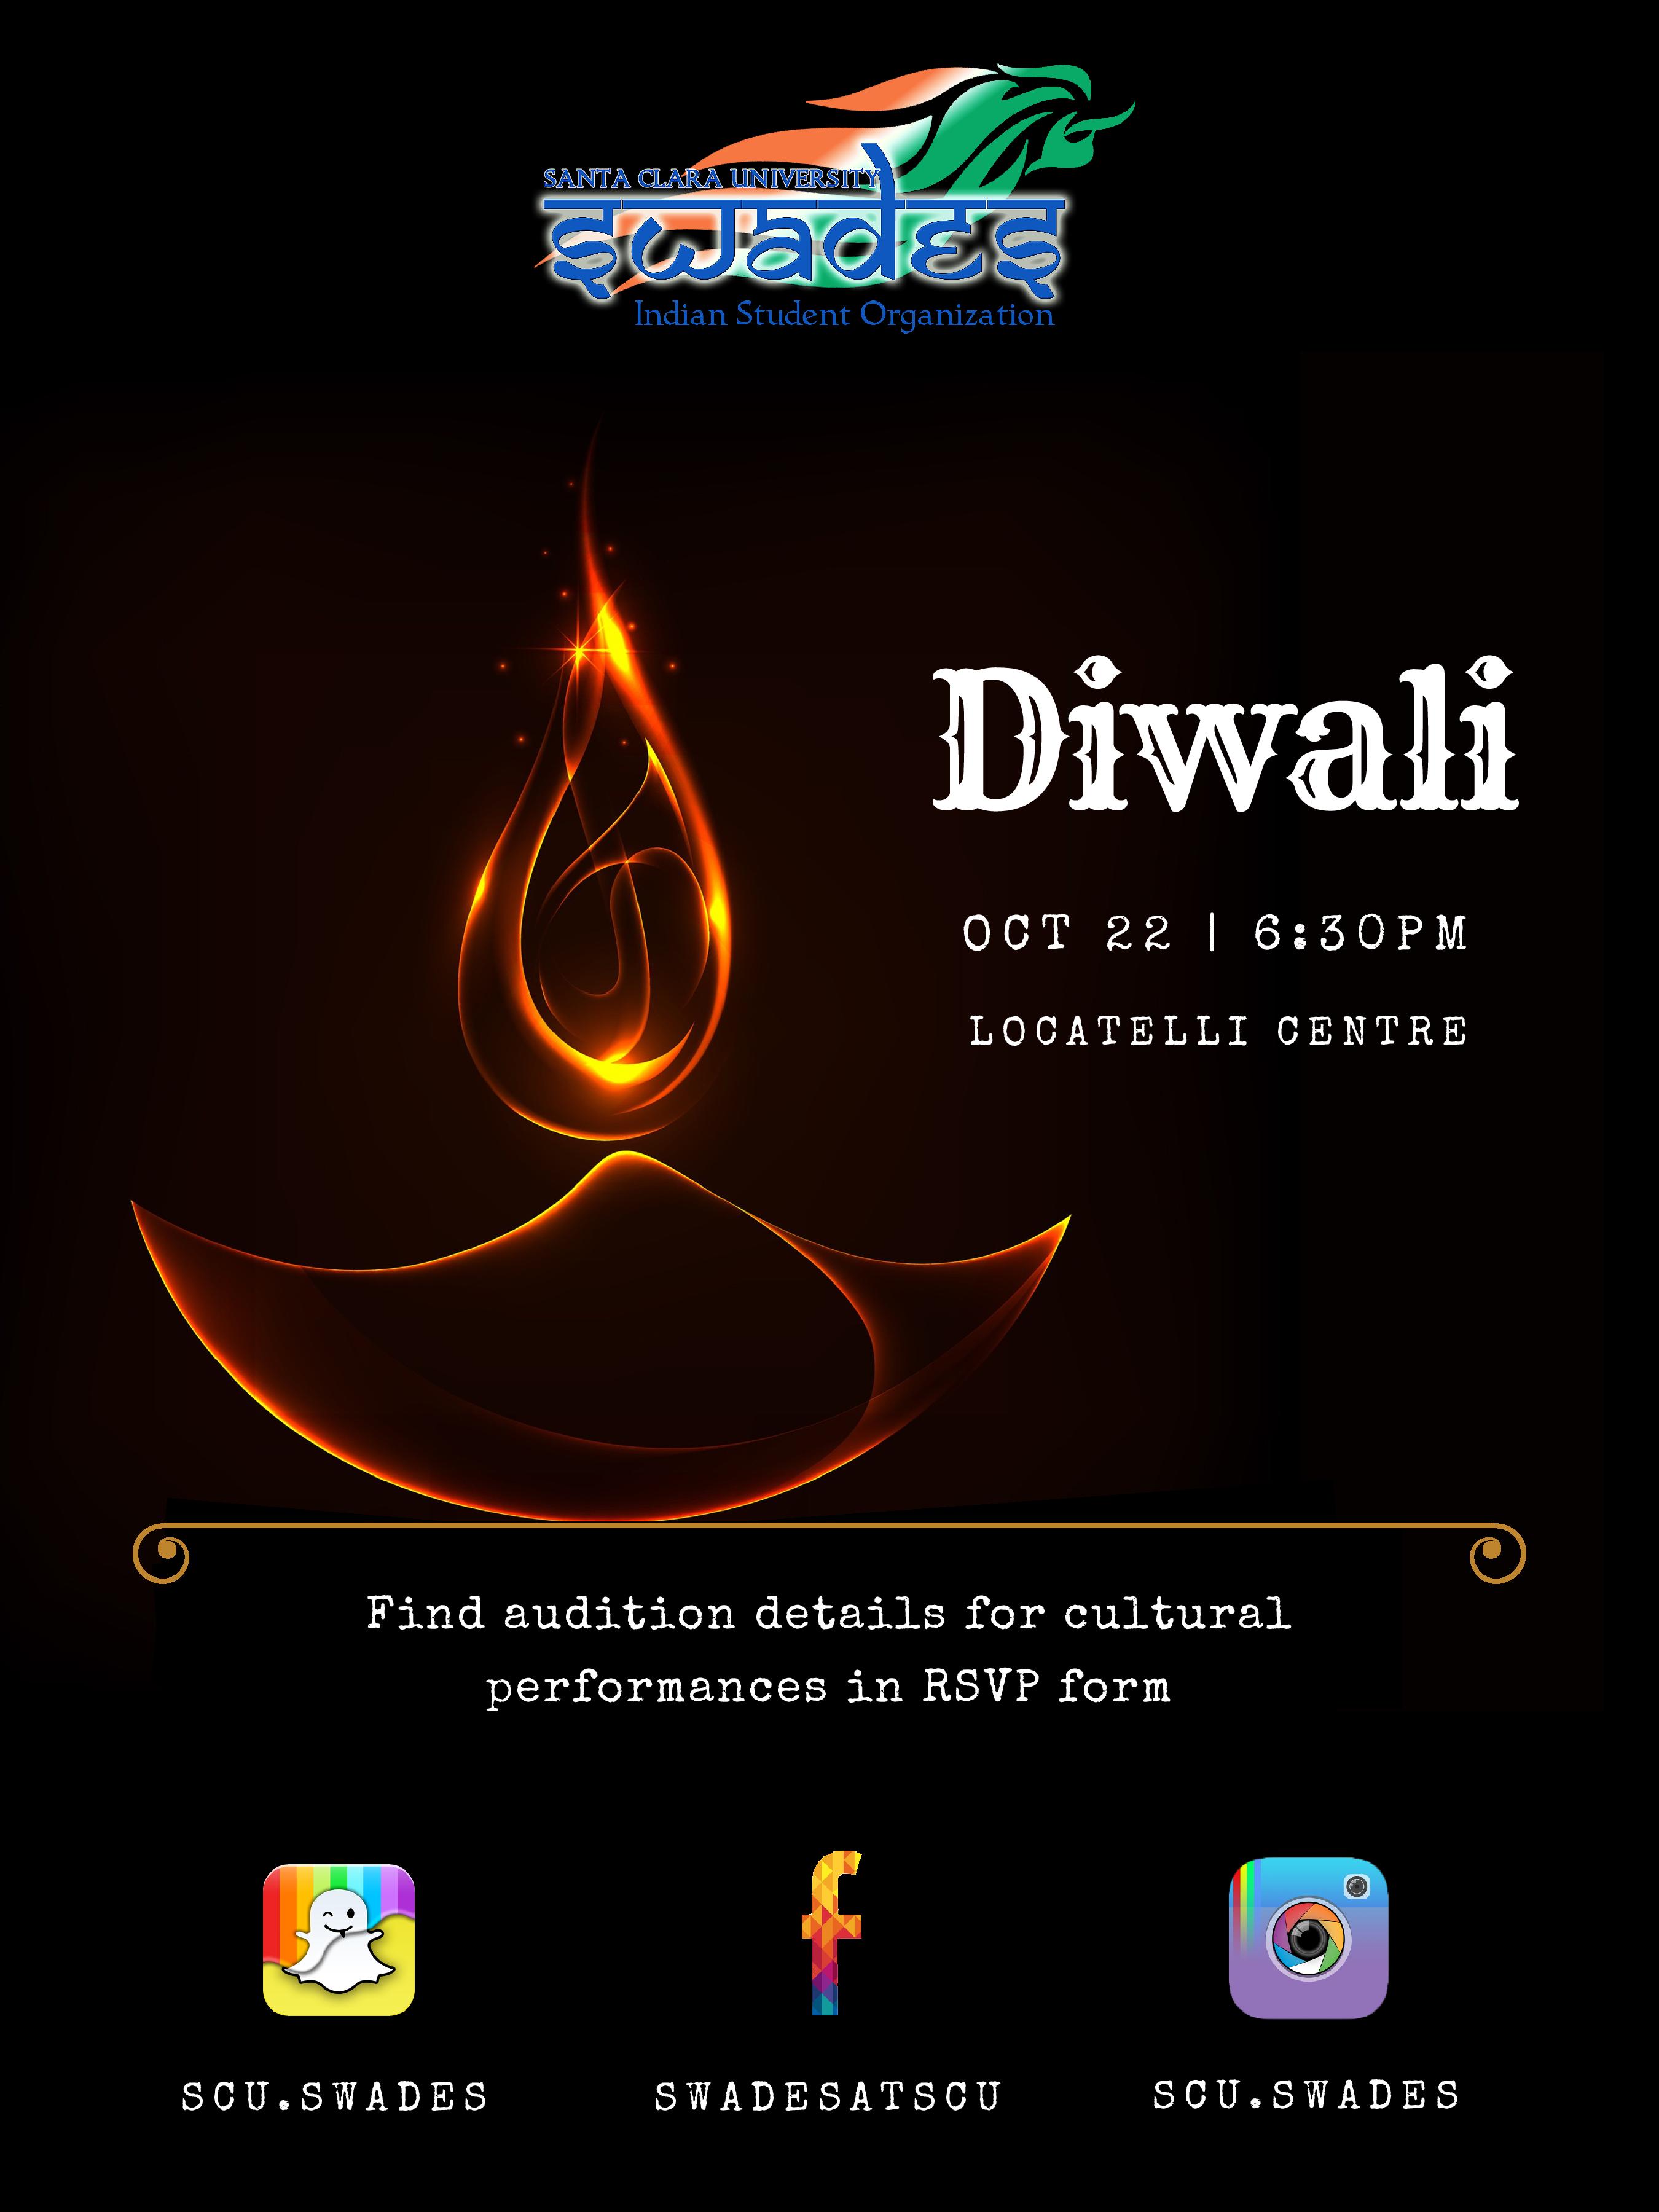 SANTA CLARA UNIVERSITY
swades
Indian Student Organization
Diwali
OCT 22 | 6:30PM
LOCATELLI CENTRE
Find audition details for cultural
performances in RSVP form
f
SCU.SWADES
SWADESATSCU
SCU.SWADES